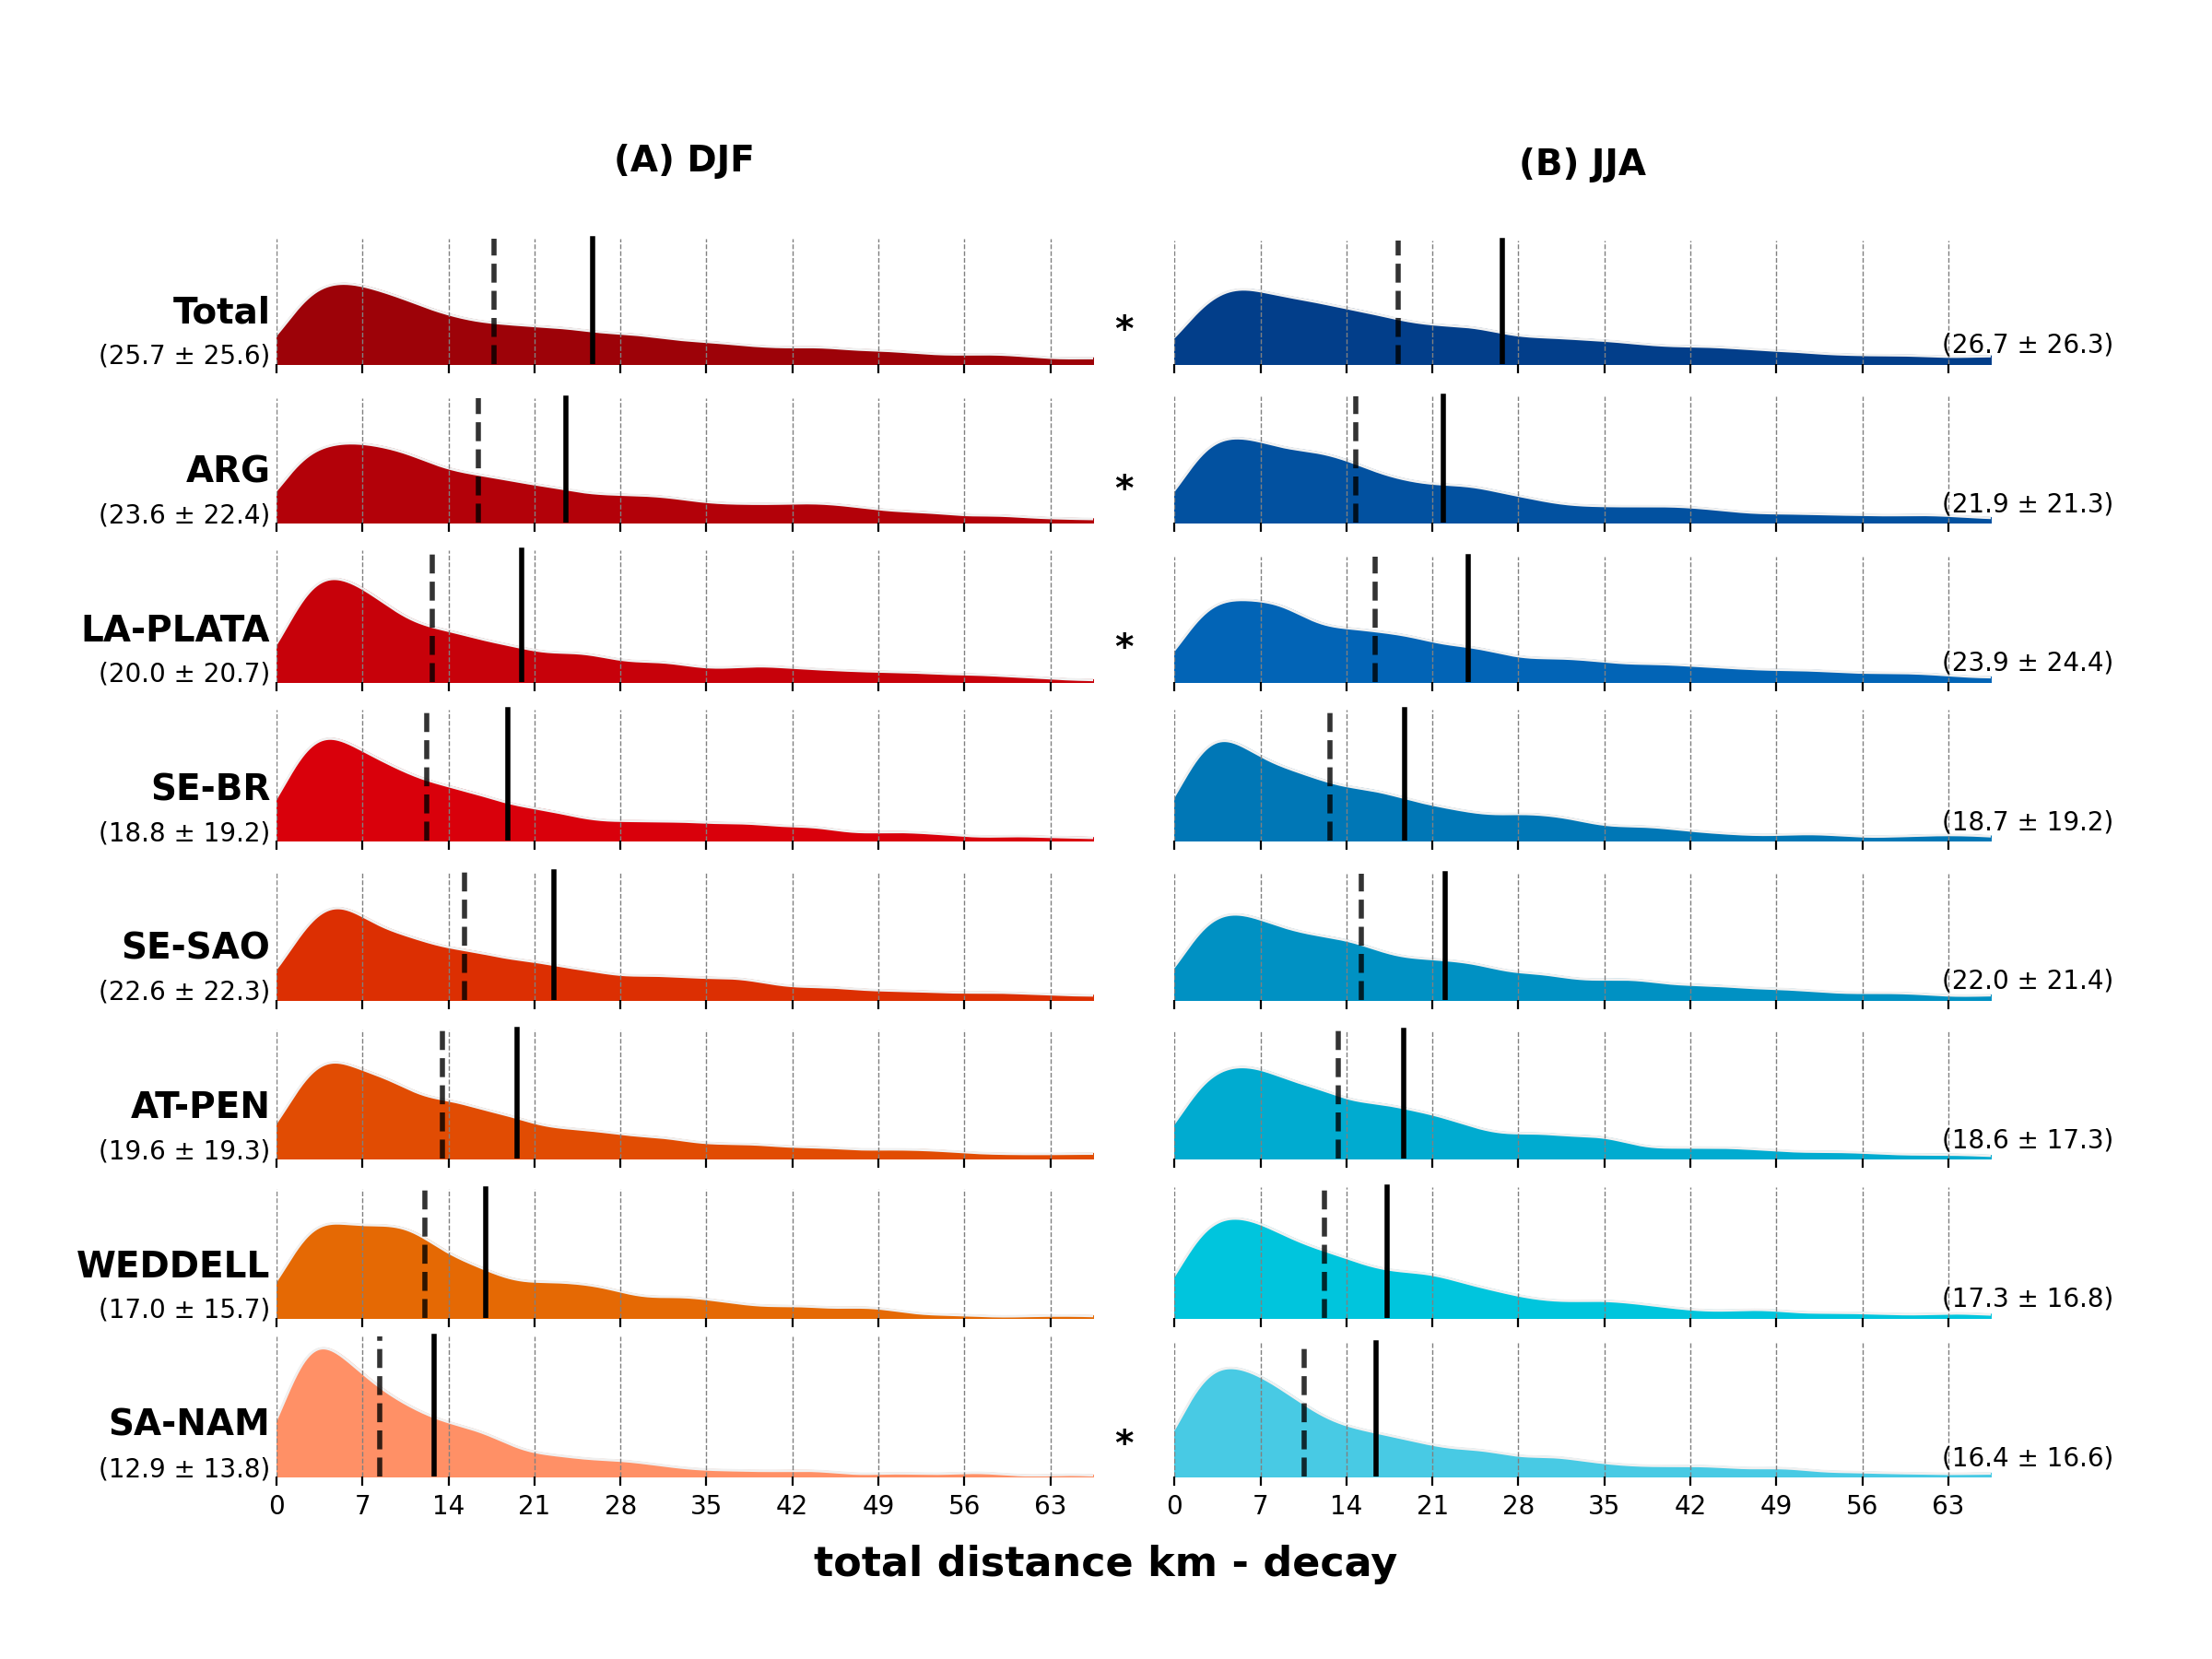 (A) DJF
(B) JJA
Total
(25.7 ± 25.6)
*
(26.7 ± 26.3)
ARG
(23.6 ± 22.4)
*
(21.9 ± 21.3)
LA-PLATA
(20.0 ± 20.7)
*
(23.9 ± 24.4)
SE-BR
(18.8 ± 19.2)
(18.7 ± 19.2)
SE-SAO
(22.6 ± 22.3)
(22.0 ± 21.4)
AT-PEN
(19.6 ± 19.3)
(18.6 ± 17.3)
WEDDELL
(17.0 ± 15.7)
(17.3 ± 16.8)
SA-NAM
(12.9 ± 13.8)
*
(16.4 ± 16.6)
0 7 14 21 28 35 42 49 56 63
0 7 14 21 28 35 42 49 56 63
total distance km - decay